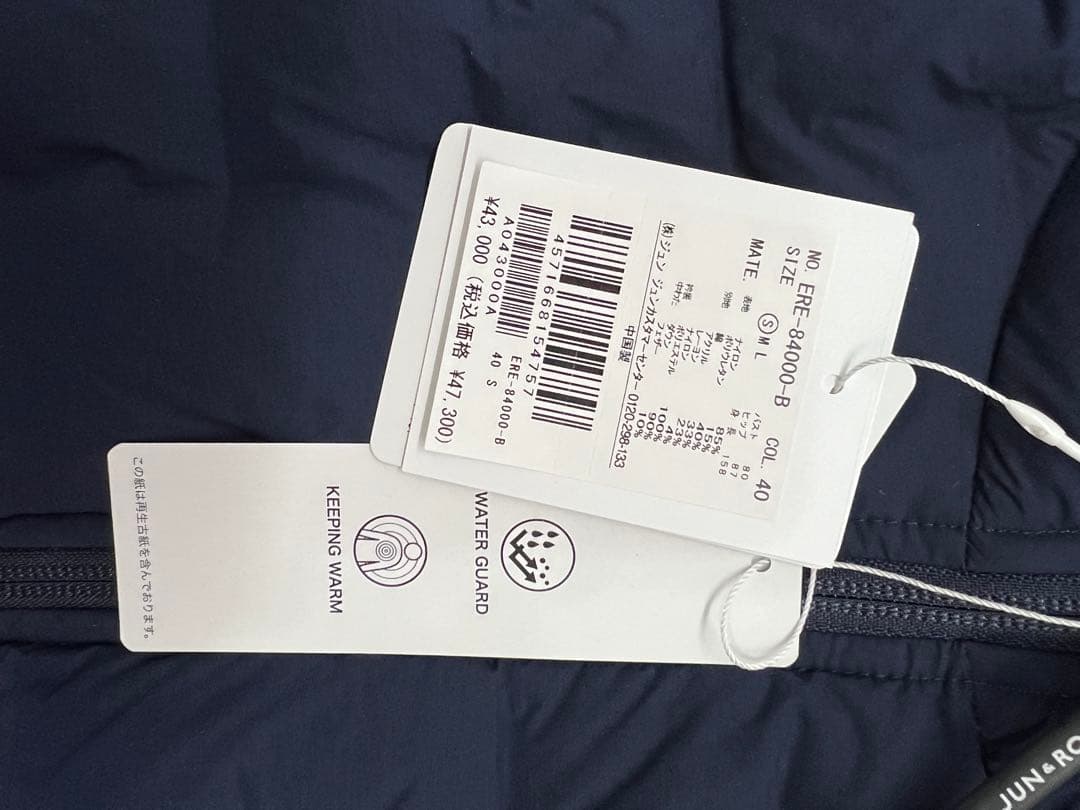 NO. ERE-84000-B COL. 40
SIZE Ⓢ M L バスト 80
ヒップ 87
身長 158
MATE. 表地 ナイロン 85%
ポリウレタン 15%
別地 アクリル 40%
レーヨン 33%
ナイロン 23%
4%
衿裏 ポリエステル 100%
中わた ダウン 90%
フェザー 10%
中国製
(株)ジュン ジュンカスタマーセンター 0120-298-133
4571668154757
ERE-84000-B
A043000A 40 S
¥43,000 (税込価格 ¥47,300)
WATER GUARD
KEEPING WARM
この紙は再生古紙を含んでおります。
JUN&RO